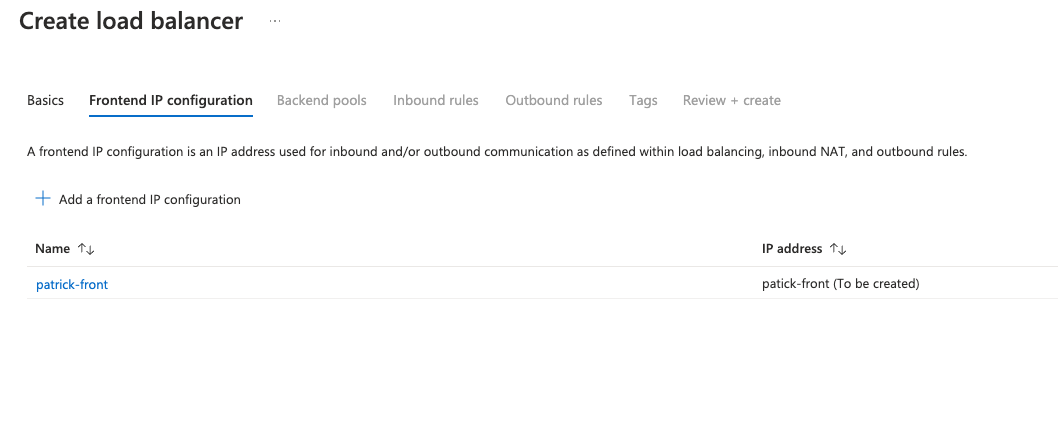 Create load balancer ...
Basics Frontend IP configuration Backend pools Inbound rules Outbound rules Tags Review + create
A frontend IP configuration is an IP address used for inbound and/or outbound communication as defined within load balancing, inbound NAT, and outbound rules.
+ Add a frontend IP configuration
Name ↑↓ IP address ↑↓
patrick-front patick-front (To be created)